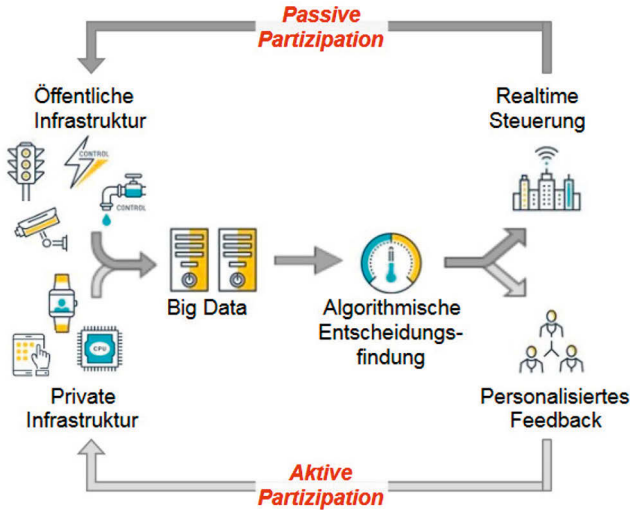 Passive
Partizipation
Öffentliche
Infrastruktur
CONTROL
CONTROL
Realtime
Steuerung
Big Data
Algorithmische
Entscheidungs-
findung
CPU
Private
Infrastruktur
Personalisiertes
Feedback
Aktive
Partizipation